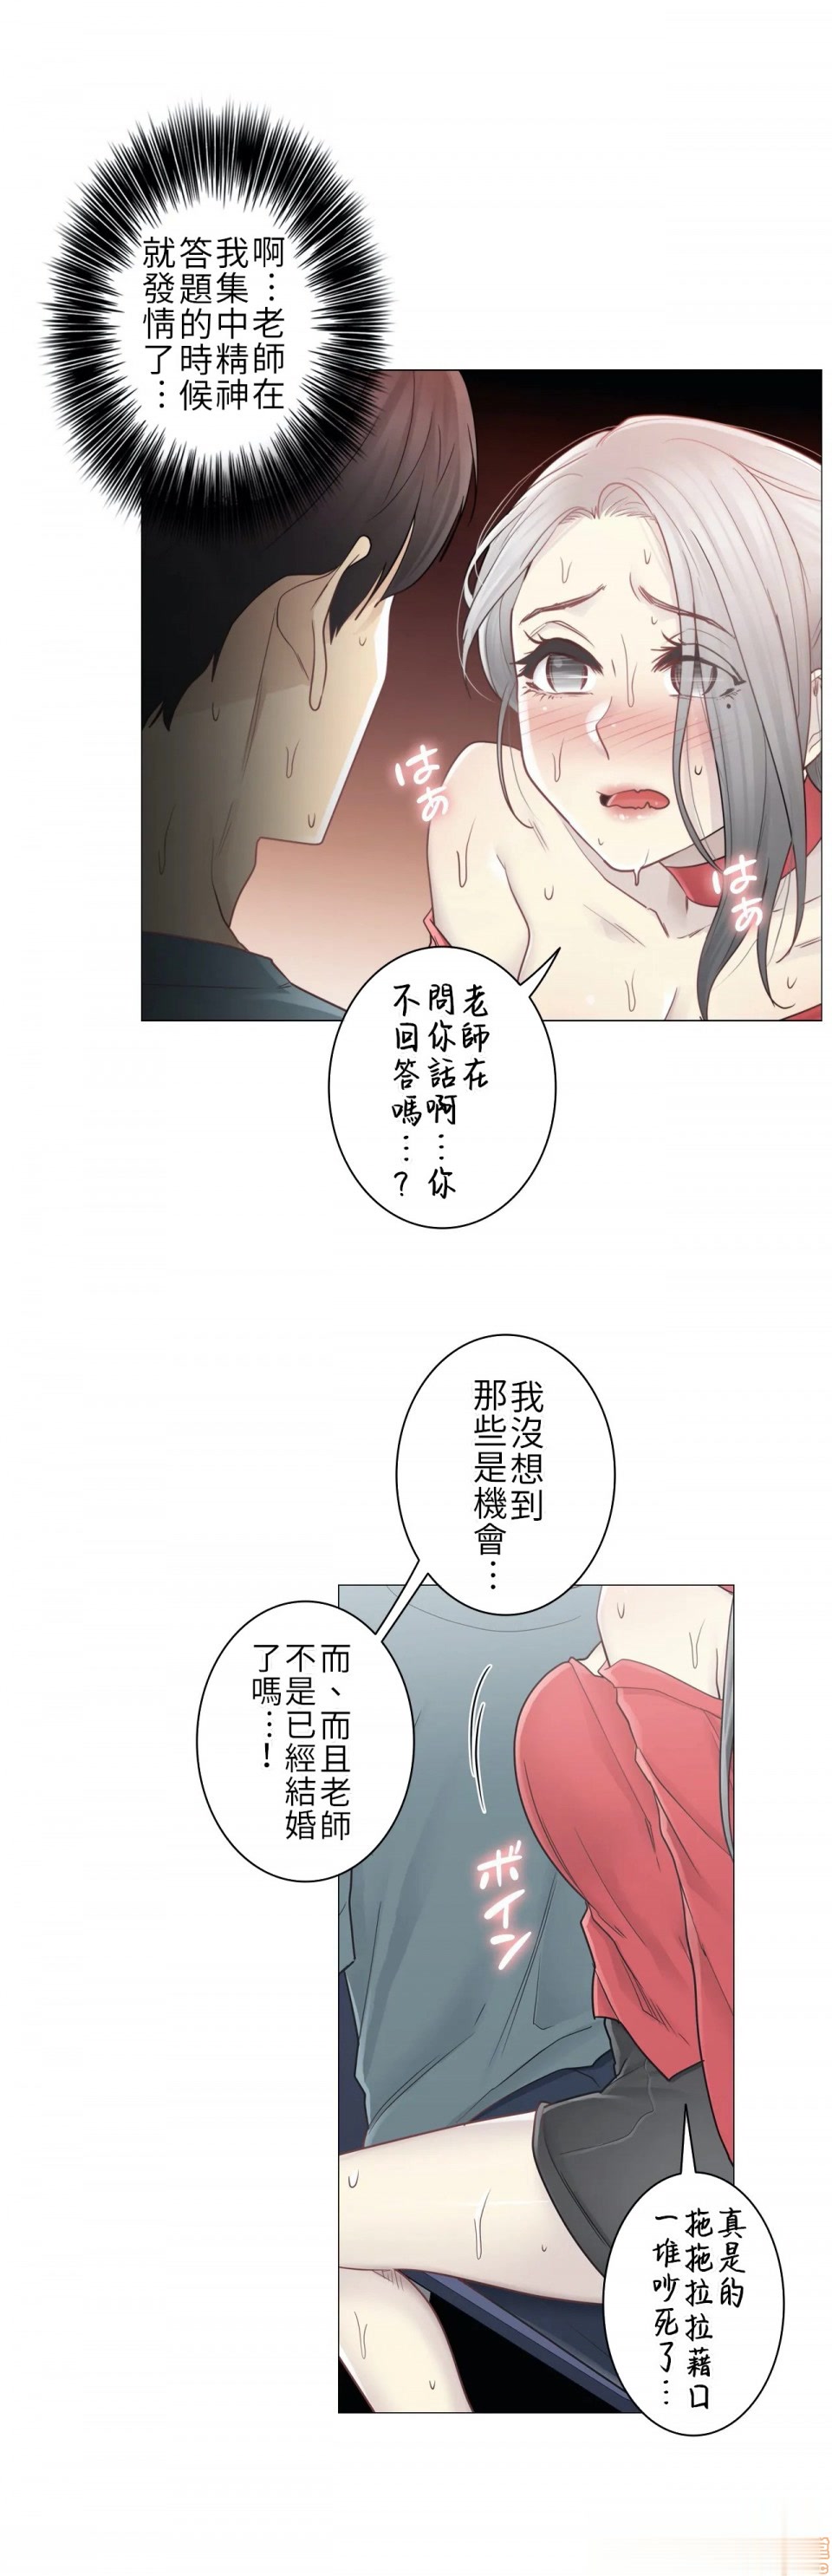 啊…老師在
我集中精神
答題的時候
就發情了…
はぁ
はぁ
老師在
問你話啊…你
不回答嗎…？
我沒想到
那些是機會…
而、而且老師
不是已經結婚
了嗎…！
ボイン
真是的
拖拖拉拉藉口
一堆吵死了…